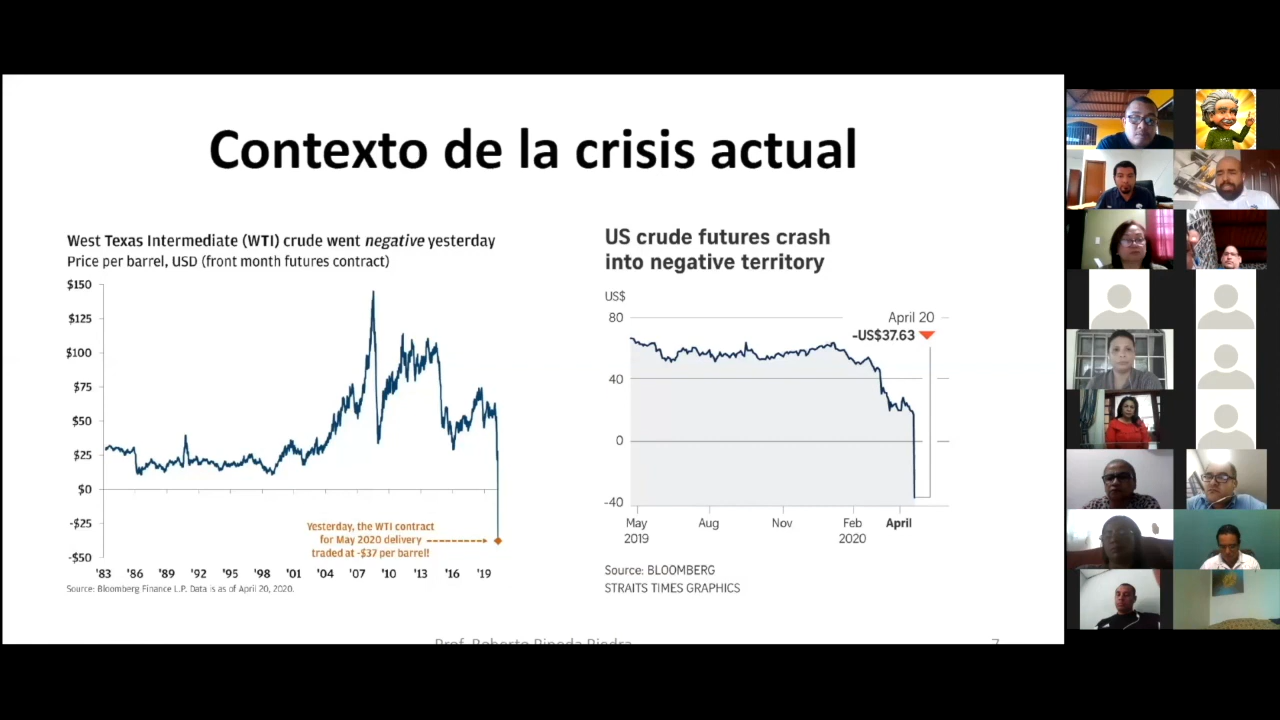 Contexto de la crisis actual
West Texas Intermediate (WTI) crude went negative yesterday
Price per barrel, USD (front month futures contract)
$150
$125
$100
$75
$50
$25
$0
-$25
-$50
Yesterday, the WTI contract
for May 2020 delivery
traded at -$37 per barrel!
'83 '86 '89 '92 '95 '98 '01 '04 '07 '10 '13 '16 '19
Source: Bloomberg Finance L.P. Data is as of April 20, 2020.
US crude futures crash
into negative territory
US$
80
40
0
-40
April 20
-US$37.63
May Aug Nov Feb April
2019 2020
Source: BLOOMBERG
STRAITS TIMES GRAPHICS
Prof. Roberto Pineda Piedra
7